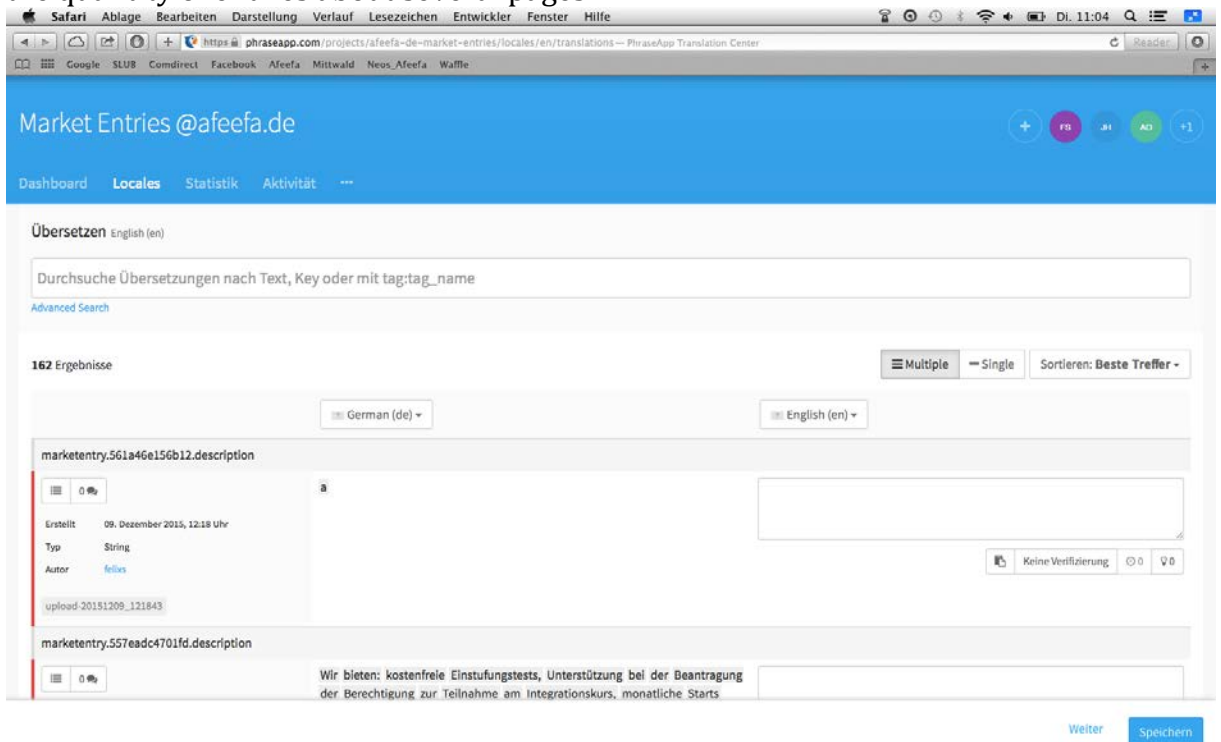 Safari Ablage Bearbeiten Darstellung Verlauf Lesezeichen Entwickler Fenster Hilfe Di. 11:04
https phraseapp.com/projects/afeefa-de-market-entries/locales/en/translations — PhraseApp Translation Center Reader
Google SLUB Comdirect Facebook Afeefa Mittwald Neos_Afeefa Waffle
Market Entries @afeefa.de
+ FS JH AO +1
Dashboard Locales Statistik Aktivität ...
Übersetzen English (en)
Durchsuche Übersetzungen nach Text, Key oder mit tag:tag_name
Advanced Search
162 Ergebnisse Multiple Single Sortieren: Beste Treffer
German (de) English (en)
marketentry.561a46e156b12.description
0 a
Erstellt 09. Dezember 2015, 12:18 Uhr
Typ String
Keine Verifizierung 0 0
Autor felixs
upload-20151209_121843
marketentry.557eadc4701fd.description
0 Wir bieten: kostenfreie Einstufungstests, Unterstützung bei der Beantragung
der Berechtigung zur Teilnahme am Integrationskurs, monatliche Starts
Weiter Speichern